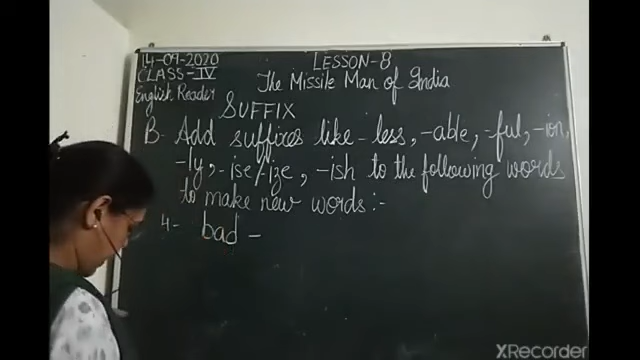 14-09-2020
CLASS-IV
English Reader
LESSON-8
The Missile Man of India
SUFFIX
B- Add suffixes like -less, -able, -ful, -ion,
-ly, -ise/-ize, -ish to the following words
to make new words :-
4- bad -
XRecorder